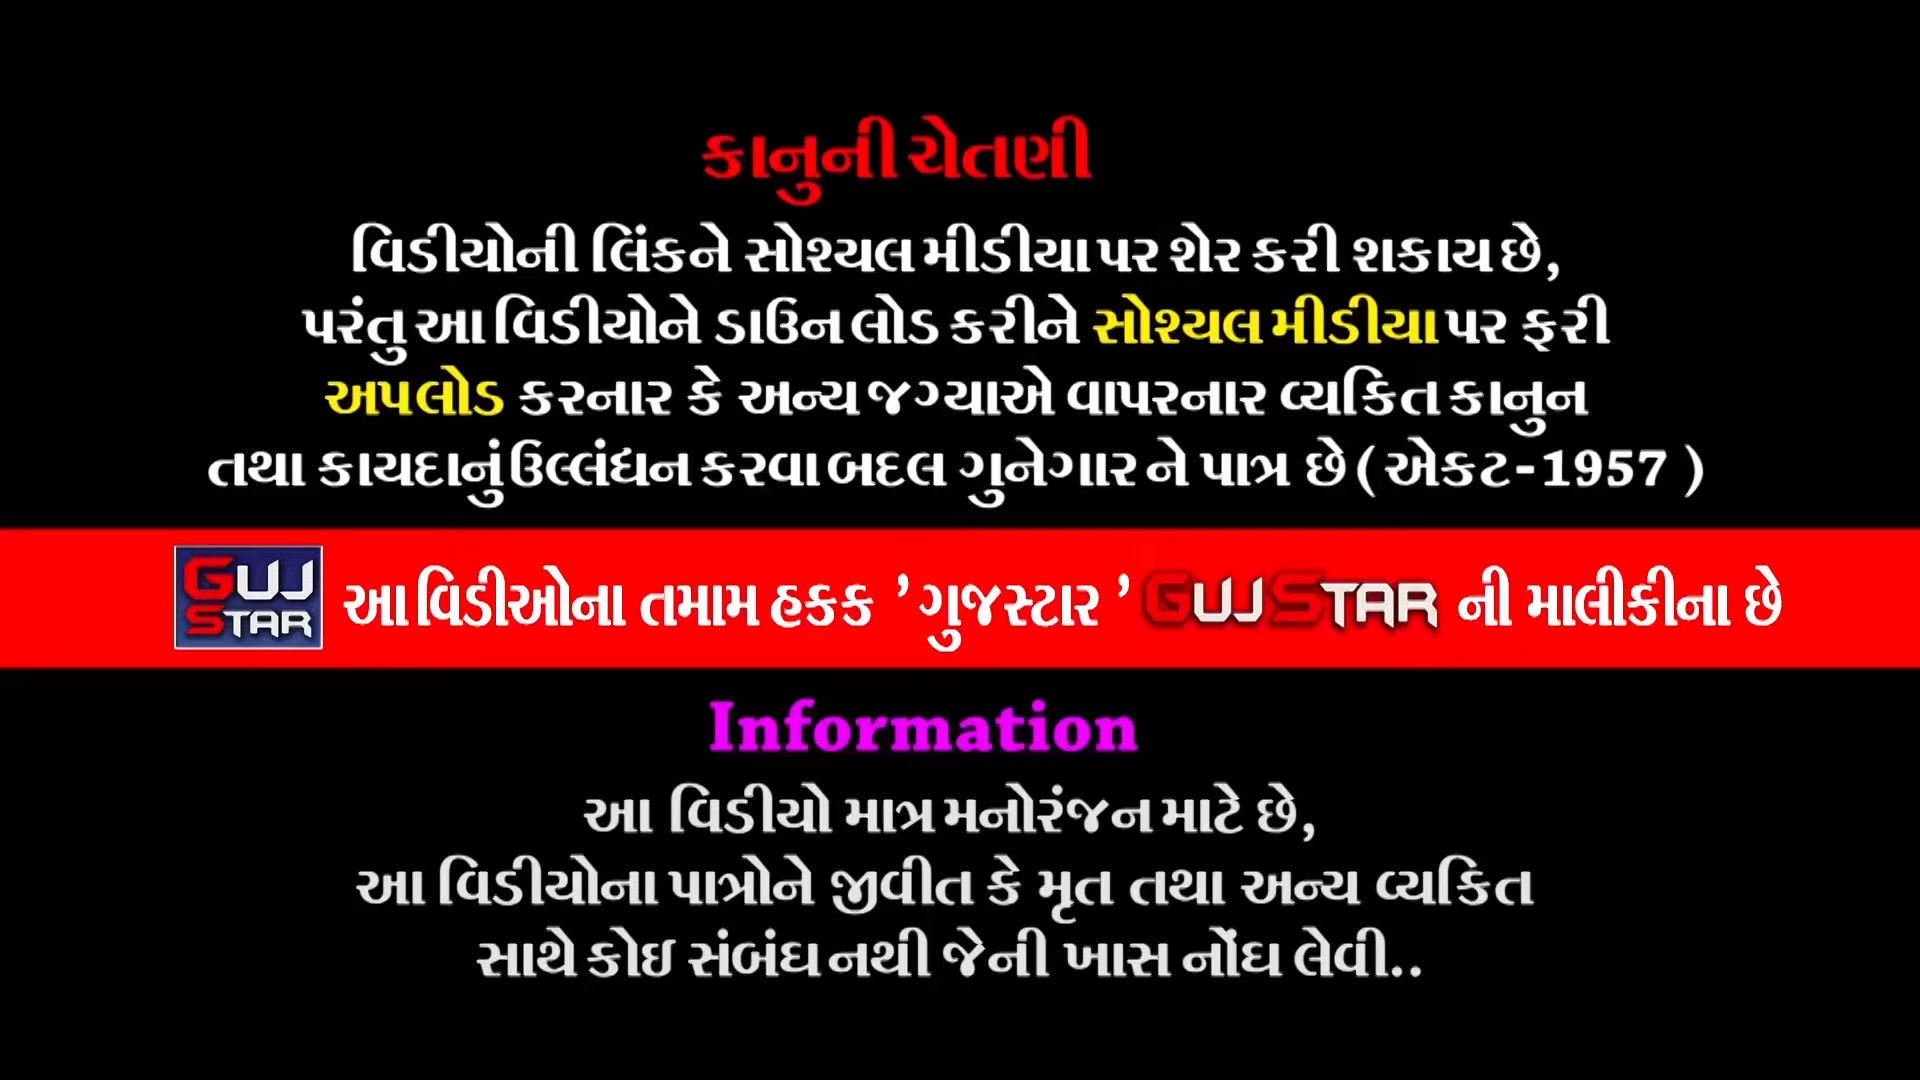 કાનુની ચેતણી
વિડીયોની લિંકને સોશ્યલ મીડીયા પર શેર કરી શકાય છે,
પરંતુ આ વિડીયોને ડાઉન લોડ કરીને સોશ્યલ મીડીયા પર ફરી
અપલોડ કરનાર કે અન્ય જગ્યાએ વાપરનાર વ્યકિત કાનુન
તથા કાયદાનું ઉલ્લંઘન કરવા બદલ ગુનેગાર ને પાત્ર છે ( એકટ-1957 )
GUJ STAR આ વિડીઓના તમામ હકક ’ ગુજસ્ટાર ’ GUJ STAR ની માલીકીના છે
Information
આ વિડીયો માત્ર મનોરંજન માટે છે,
આ વિડીયોના પાત્રોને જીવીત કે મૃત તથા અન્ય વ્યકિત
સાથે કોઇ સંબંઘ નથી જેની ખાસ નોંઘ લેવી..